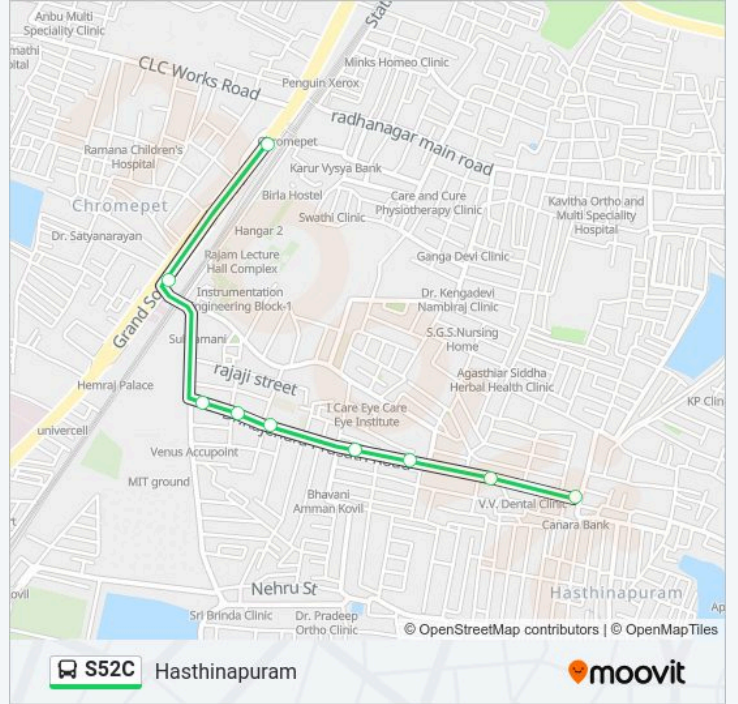 Anbu Multi
Speciality Clinic
CLC Works Road
Minks Homeo Clinic
Penguin Xerox
radhanagar main road
Ramana Children's
Hospital
Karur Vysya Bank
Birla Hostel
Care and Cure
Physiotherapy Clinic
Kavitha Ortho and
Multi Speciality
Hospital
Chromepet
Swathi Clinic
Hangar 2
Dr. Satyanarayan
Rajam Lecture
Hall Complex
Ganga Devi Clinic
Instrumentation
Dr. Kengadevi
Nambiraj Clinic
S.G.S.Nursing
Home
rajaji street
Agasthiar Siddha
Herbal Health Clinic
Hemraj Palace
I Care Eye Care
Eye Institute
KP Clin
univercell
Venus Accupoint
MIT ground
Bhavani
Amman Kovil
V.V. Dental Clinic
Canara Bank
Nehru St
Hasthinapuram
Sri Brinda Clinic
Dr. Pradeep
Ortho Clinic
© OpenStreetMap contributors | © OpenMapTiles
S52C Hasthinapuram
moovit